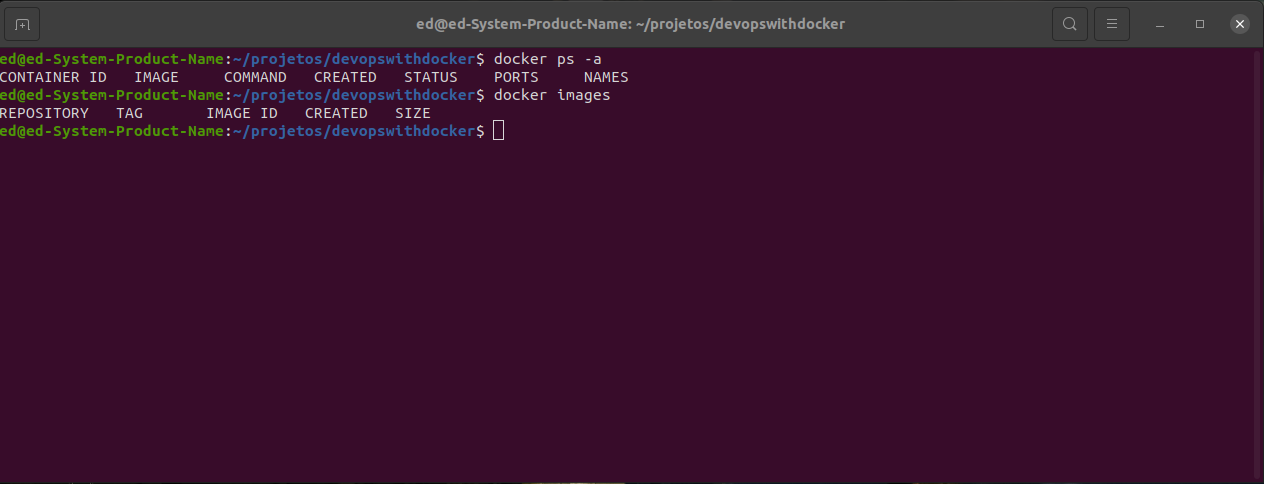 ed@ed-System-Product-Name: ~/projetos/devopswithdocker
ed@ed-System-Product-Name:~/projetos/devopswithdocker$ docker ps -a
CONTAINER ID   IMAGE     COMMAND   CREATED   STATUS    PORTS     NAMES
ed@ed-System-Product-Name:~/projetos/devopswithdocker$ docker images
REPOSITORY   TAG       IMAGE ID   CREATED   SIZE
ed@ed-System-Product-Name:~/projetos/devopswithdocker$